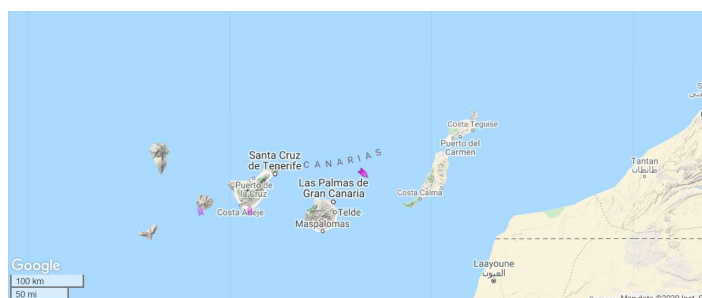 Costa Teguise
Puerto del
Carmen
CANARIAS
Santa Cruz
de Tenerife
Tantan
طانطان
Puerto de
la Cruz
Las Palmas de
Gran Canaria
Costa Calma
Costa Adeje
Telde
Maspalomas
Laayoune
العيون
Google
100 km
50 mi
Map data ©2020 Inst. G